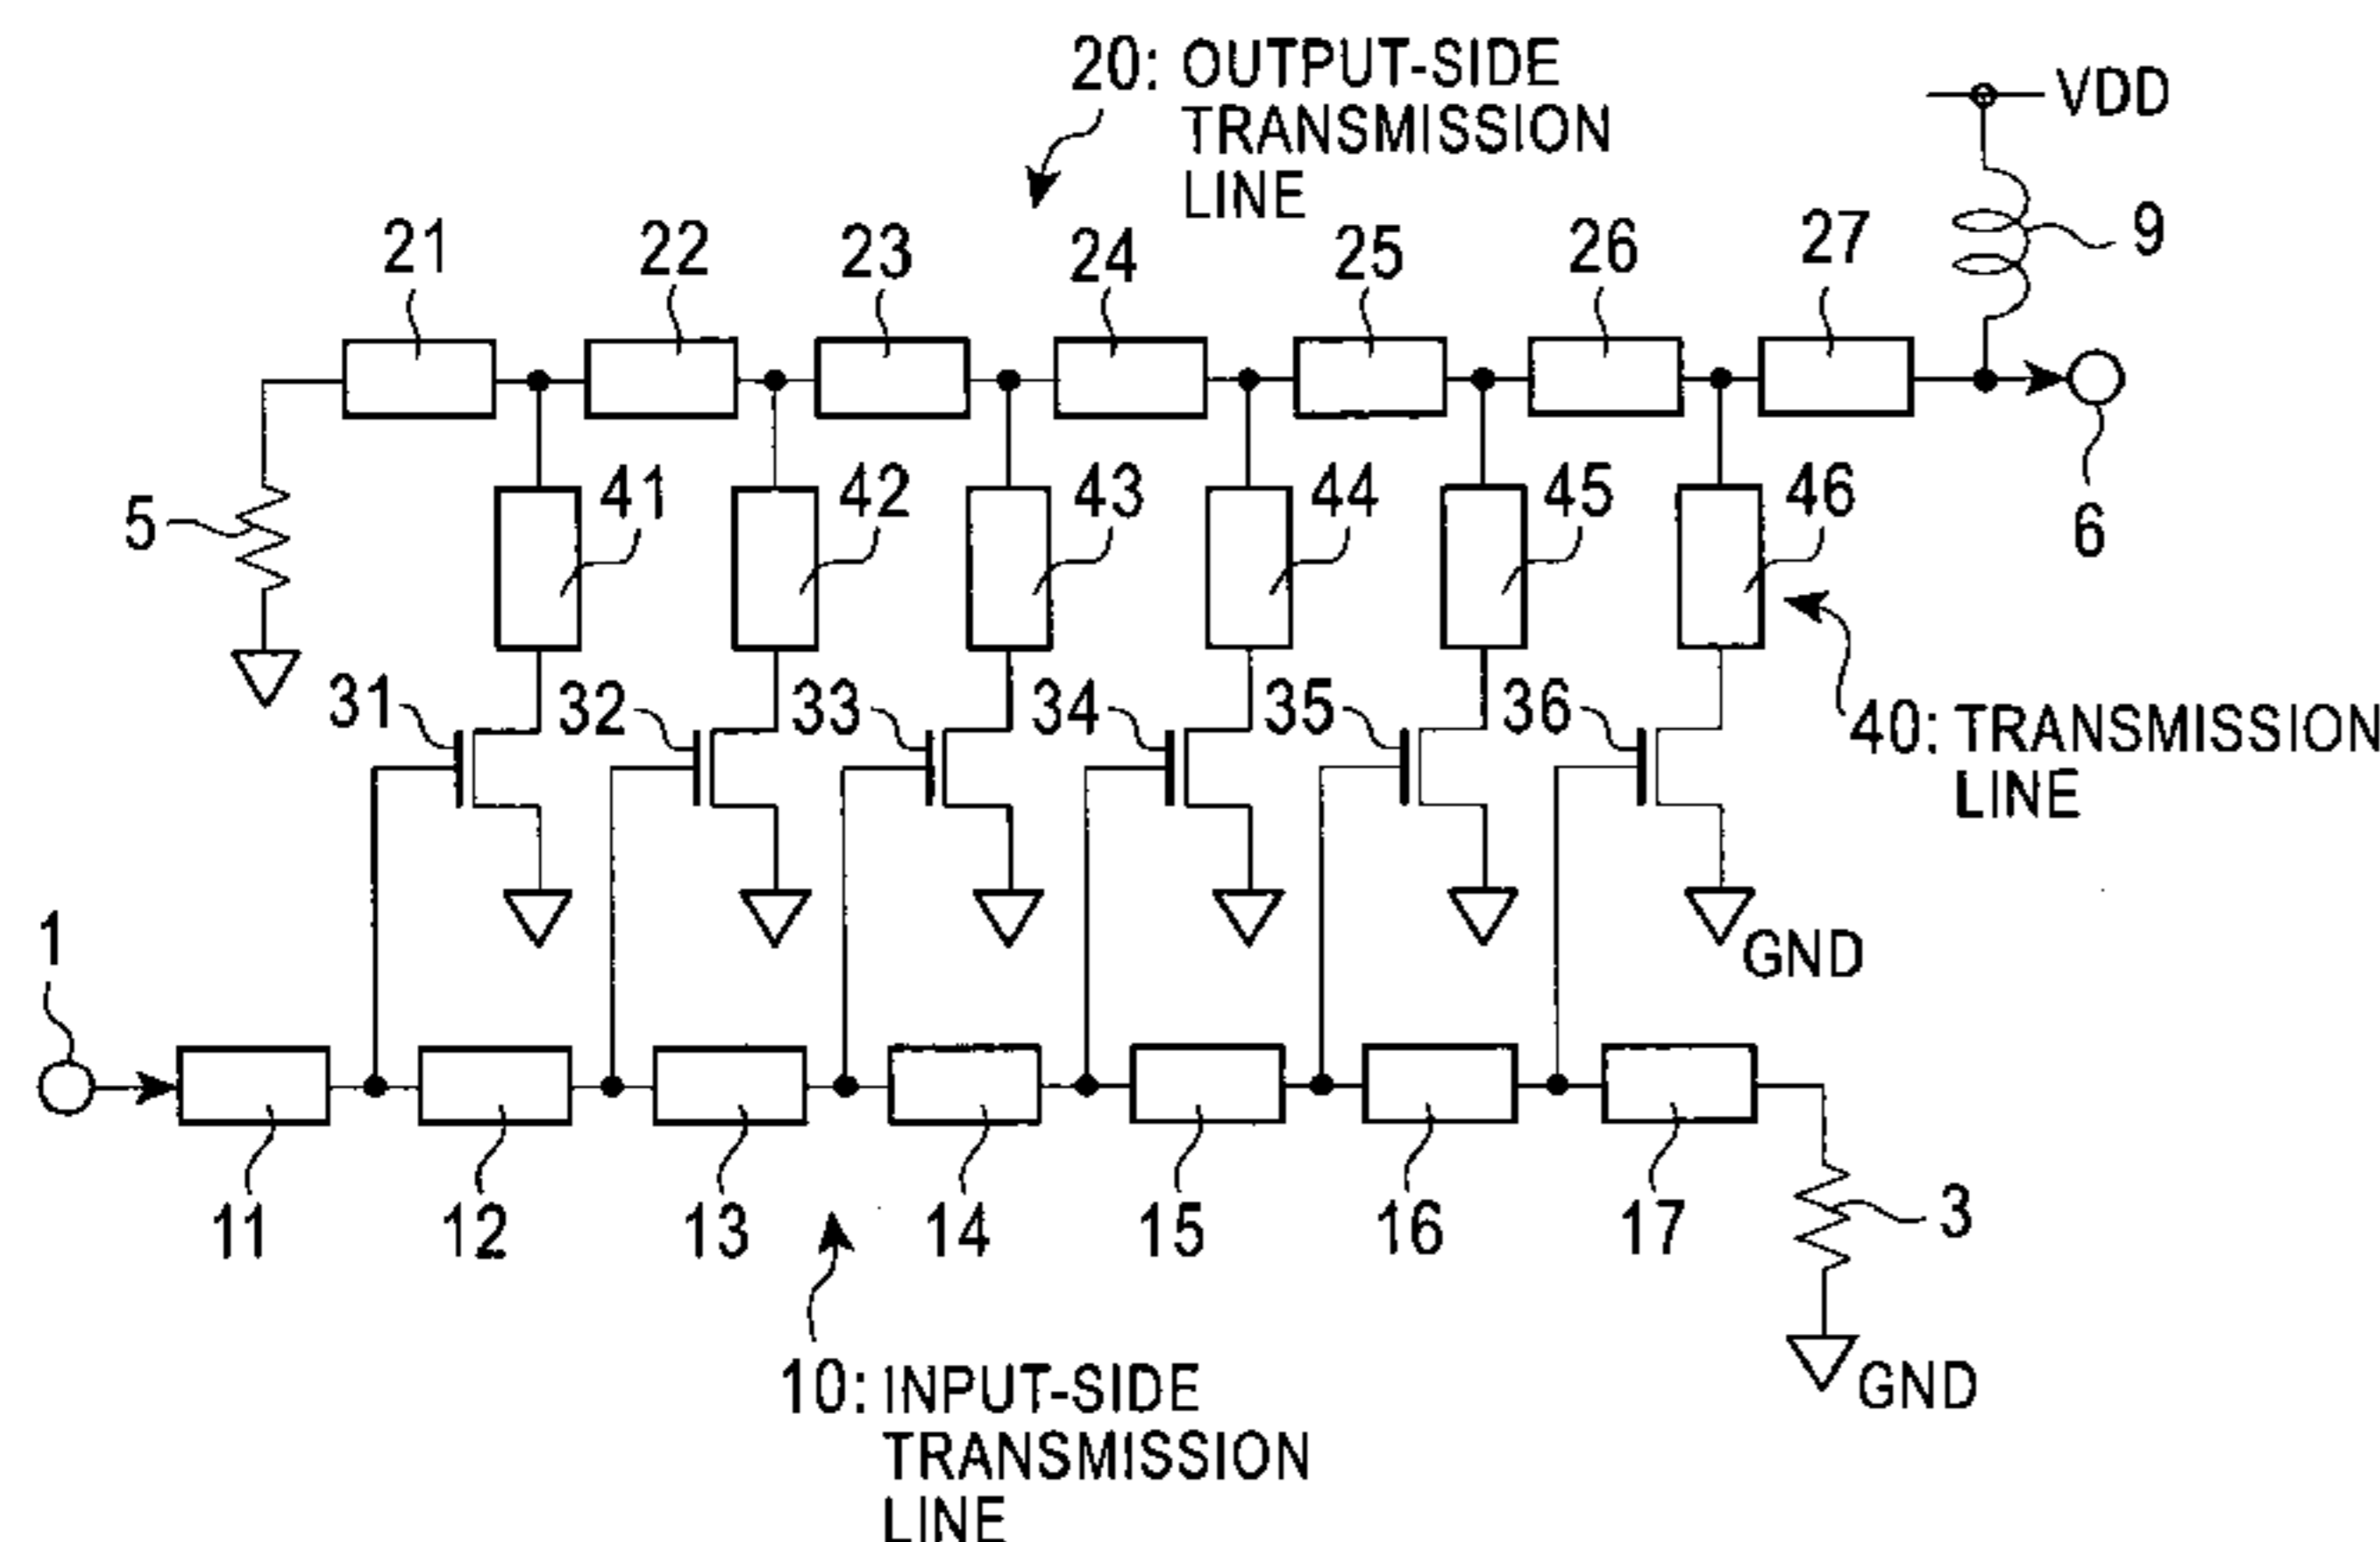 20: OUTPUT-SIDE
TRANSMISSION
LINE
VDD
21
22
23
24
25
26
27
9
5
41
42
43
44
45
46
6
31
32
33
34
35
36
40: TRANSMISSION
LINE
1
GND
11
12
13
14
15
16
17
3
10: INPUT-SIDE
TRANSMISSION
LINE
GND